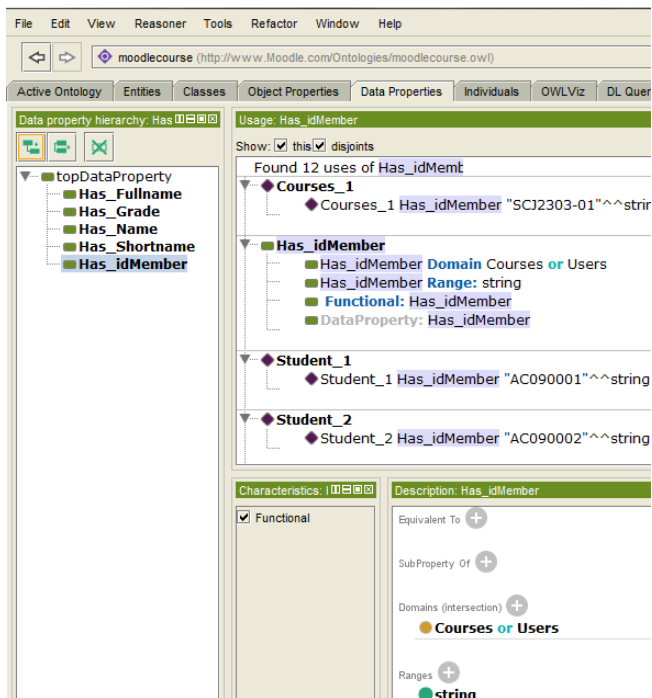 File Edit View Reasoner Tools Refactor Window Help
moodlecourse (http://www.Moodle.com/Ontologies/moodlecourse.owl)
Active Ontology Entities Classes Object Properties Data Properties Individuals OWLViz DL Quer
Data property hierarchy: Has
topDataProperty
Has_Fullname
Has_Grade
Has_Name
Has_Shortname
Has_idMember
Usage: Has_idMember
Show: this disjoints
Found 12 uses of Has_idMemb
Courses_1
Courses_1 Has_idMember "SCJ2303-01"^^strin
Has_idMember
Has_idMember Domain Courses or Users
Has_idMember Range: string
Functional: Has_idMember
DataProperty: Has_idMember
Student_1
Student_1 Has_idMember "AC090001"^^string
Student_2
Student_2 Has_idMember "AC090002"^^string
Characteristics:
Functional
Description: Has_idMember
Equivalent To
SubProperty Of
Domains (intersection)
Courses or Users
Ranges
string